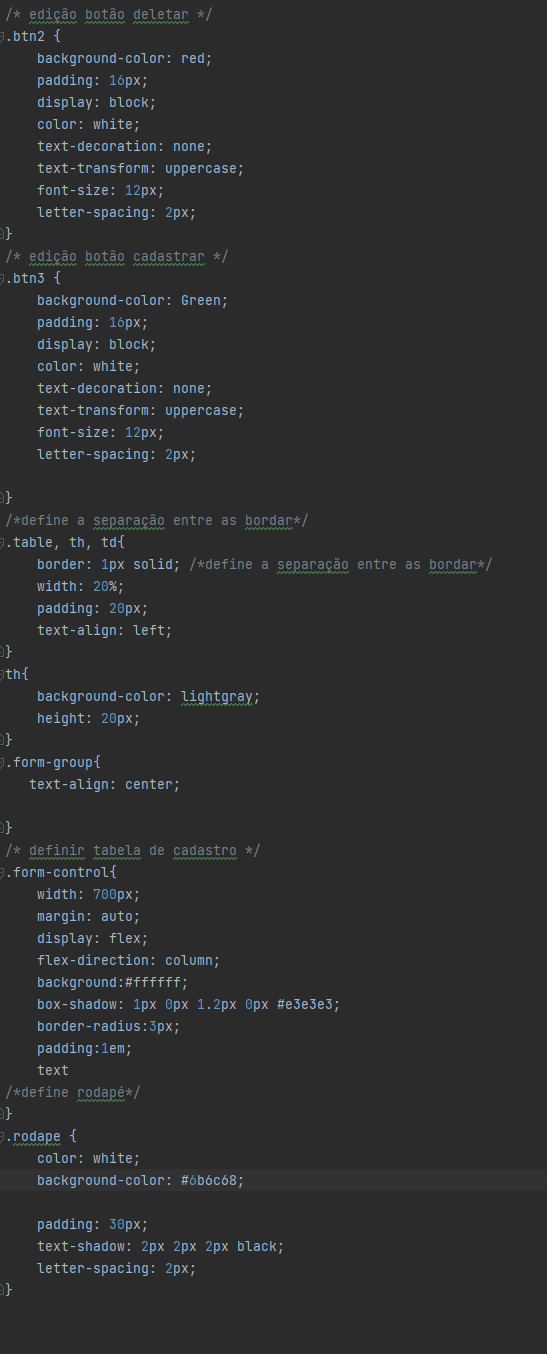 /* edição botão deletar */
.btn2 {
    background-color: red;
    padding: 16px;
    display: block;
    color: white;
    text-decoration: none;
    text-transform: uppercase;
    font-size: 12px;
    letter-spacing: 2px;
}
/* edição botão cadastrar */
.btn3 {
    background-color: Green;
    padding: 16px;
    display: block;
    color: white;
    text-decoration: none;
    text-transform: uppercase;
    font-size: 12px;
    letter-spacing: 2px;

}
/*define a separação entre as bordar*/
.table, th, td{
    border: 1px solid; /*define a separação entre as bordar*/
    width: 20%;
    padding: 20px;
    text-align: left;
}
th{
    background-color: lightgray;
    height: 20px;
}
.form-group{
   text-align: center;

}
/* definir tabela de cadastro */
.form-control{
    width: 700px;
    margin: auto;
    display: flex;
    flex-direction: column;
    background:#ffffff;
    box-shadow: 1px 0px 1.2px 0px #e3e3e3;
    border-radius:3px;
    padding:1em;
    text
/*define rodapé*/
}
.rodape {
    color: white;
    background-color: #6b6c68;

    padding: 30px;
    text-shadow: 2px 2px 2px black;
    letter-spacing: 2px;
}